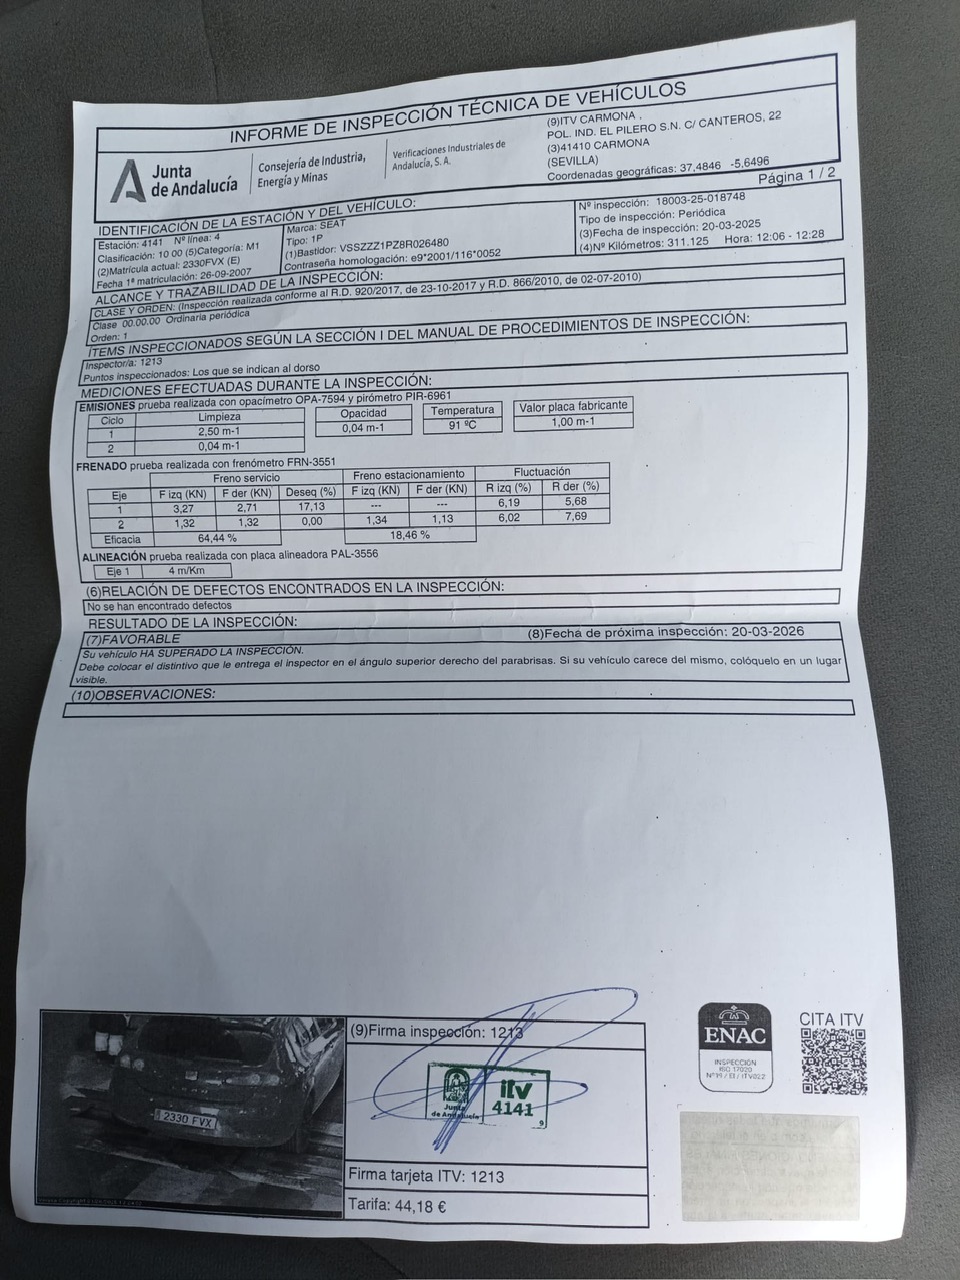 INFORME DE INSPECCIÓN TÉCNICA DE VEHÍCULOS
Junta
de Andalucía
Consejería de Industria,
Energía y Minas
Verificaciones Industriales de
Andalucía, S. A.
(9)ITV CARMONA ,
POL. IND. EL PILERO S.N. C/ CANTEROS, 22
(3)41410 CARMONA
(SEVILLA)
Coordenadas geográficas: 37,4846 -5,6496
Página 1 / 2
IDENTIFICACIÓN DE LA ESTACIÓN Y DEL VEHÍCULO:
Estación: 4141 Nº línea: 4
Clasificación: 10 00 (5)Categoría: M1
(2)Matrícula actual: 2330FVX (E)
Fecha 1ª matriculación: 26-09-2007
Marca: SEAT
Tipo: 1P
(1)Bastidor: VSSZZZ1PZ8R026480
Contraseña homologación: e9*2001/116*0052
Nº inspección: 18003-25-018748
Tipo de inspección: Periódica
(3)Fecha de inspección: 20-03-2025
(4)Nº Kilómetros: 311.125 Hora: 12:06 - 12:28
ALCANCE Y TRAZABILIDAD DE LA INSPECCIÓN:
CLASE Y ORDEN: (Inspección realizada conforme al R.D. 920/2017, de 23-10-2017 y R.D. 866/2010, de 02-07-2010)
Clase 00.00.00 Ordinaria periódica
Orden: 1
ÍTEMS INSPECCIONADOS SEGÚN LA SECCIÓN I DEL MANUAL DE PROCEDIMIENTOS DE INSPECCIÓN:
Inspector/a: 1213
Puntos inspeccionados: Los que se indican al dorso
MEDICIONES EFECTUADAS DURANTE LA INSPECCIÓN:
EMISIONES prueba realizada con opacímetro OPA-7594 y pirómetro PIR-6961
Ciclo Limpieza Opacidad Temperatura Valor placa fabricante
1 2,50 m-1 0,04 m-1 91 ºC 1,00 m-1
2 0,04 m-1
FRENADO prueba realizada con frenómetro FRN-3551
Freno servicio Freno estacionamiento Fluctuación
Eje F izq (KN) F der (KN) Deseq (%) F izq (KN) F der (KN) R izq (%) R der (%)
1 3,27 2,71 17,13 --- --- 6,19 5,68
2 1,32 1,32 0,00 1,34 1,13 6,02 7,69
Eficacia 64,44 % 18,46 %
ALINEACIÓN prueba realizada con placa alineadora PAL-3556
Eje 1 4 m/Km
(6)RELACIÓN DE DEFECTOS ENCONTRADOS EN LA INSPECCIÓN:
No se han encontrado defectos
RESULTADO DE LA INSPECCIÓN:
(7)FAVORABLE (8)Fecha de próxima inspección: 20-03-2026
Su vehículo HA SUPERADO LA INSPECCIÓN.
Debe colocar el distintivo que le entrega el inspector en el ángulo superior derecho del parabrisas. Si su vehículo carece del mismo, colóquelo en un lugar
visible.
(10)OBSERVACIONES:
2330 FVX
(9)Firma inspección: 1213
Junta
de Andalucía
itv
4141
9
Firma tarjeta ITV: 1213
Tarifa: 44,18 €
ENAC
INSPECCIÓN
ISO 17020
Nº19 / EI / ITV022
CITA ITV